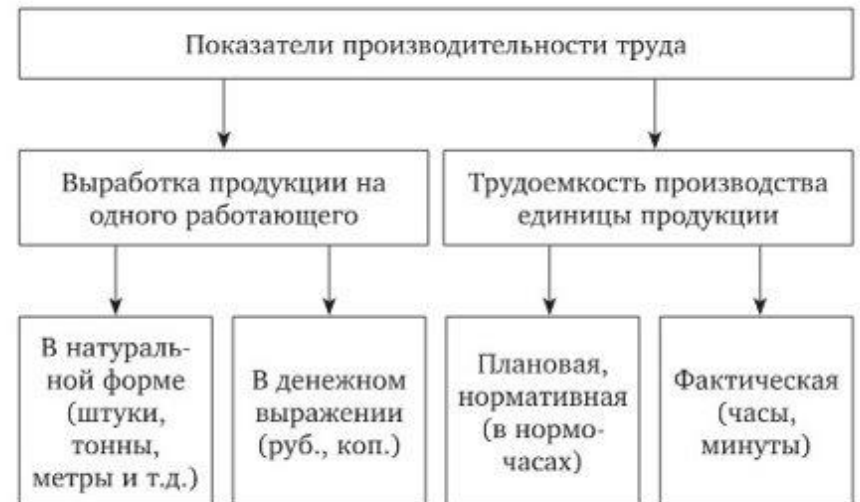 Показатели производительности труда
Выработка продукции на
одного работающего
Трудоемкость производства
единицы продукции
В натураль-
ной форме
(штуки,
тонны,
метры и т.д.)
В денежном
выражении
(руб., коп.)
Плановая,
нормативная
(в нормо-
часах)
Фактическая
(часы,
минуты)